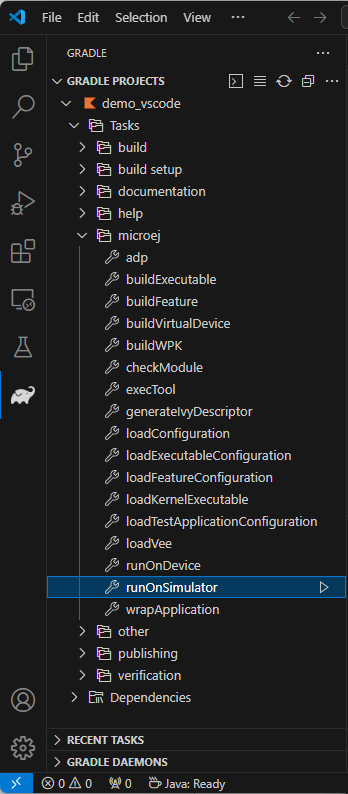 File Edit Selection View ···
GRADLE ···
GRADLE PROJECTS ···
demo_vscode
Tasks
build
build setup
documentation
help
microej
adp
buildExecutable
buildFeature
buildVirtualDevice
buildWPK
checkModule
execTool
generateIvyDescriptor
loadConfiguration
loadExecutableConfiguration
loadFeatureConfiguration
loadKernelExecutable
loadTestApplicationConfiguration
loadVee
runOnDevice
runOnSimulator
wrapApplication
other
publishing
verification
Dependencies
RECENT TASKS
GRADLE DAEMONS
0 0 0 Java: Ready